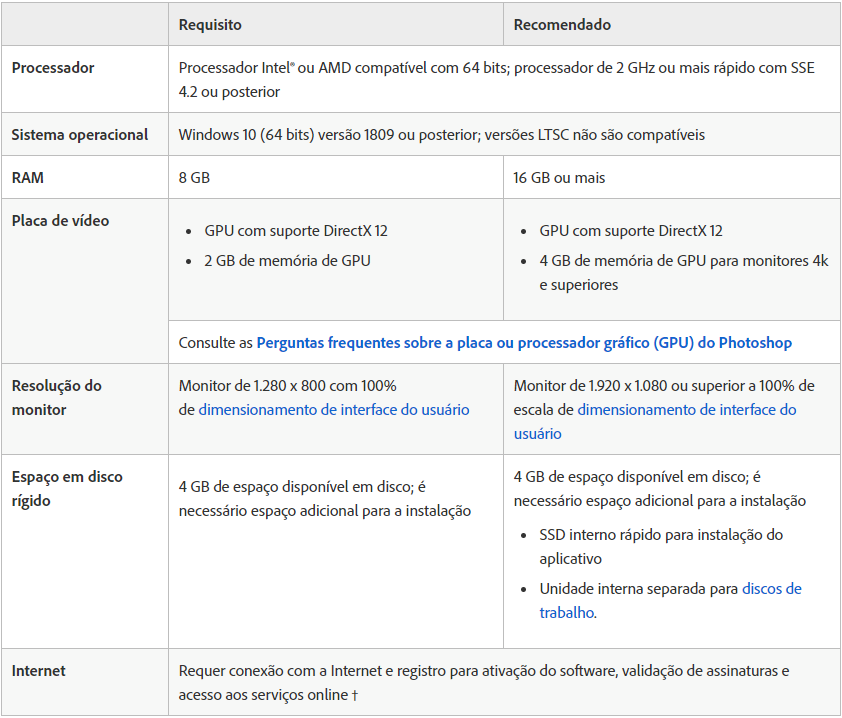 Requisito
Recomendado
Processador
Processador Intel® ou AMD compatível com 64 bits; processador de 2 GHz ou mais rápido com SSE
4.2 ou posterior
Sistema operacional
Windows 10 (64 bits) versão 1809 ou posterior; versões LTSC não são compatíveis
RAM
8 GB
16 GB ou mais
Placa de vídeo
• GPU com suporte DirectX 12
• 2 GB de memória de GPU
• GPU com suporte DirectX 12
• 4 GB de memória de GPU para monitores 4k
e superiores
Consulte as Perguntas frequentes sobre a placa ou processador gráfico (GPU) do Photoshop
Resolução do
monitor
Monitor de 1.280 x 800 com 100%
de dimensionamento de interface do usuário
Monitor de 1.920 x 1.080 ou superior a 100% de
escala de dimensionamento de interface do
usuário
Espaço em disco
rígido
4 GB de espaço disponível em disco; é
necessário espaço adicional para a instalação
4 GB de espaço disponível em disco; é
necessário espaço adicional para a instalação
• SSD interno rápido para instalação do
aplicativo
• Unidade interna separada para discos de
trabalho.
Internet
Requer conexão com a Internet e registro para ativação do software, validação de assinaturas e
acesso aos serviços online †